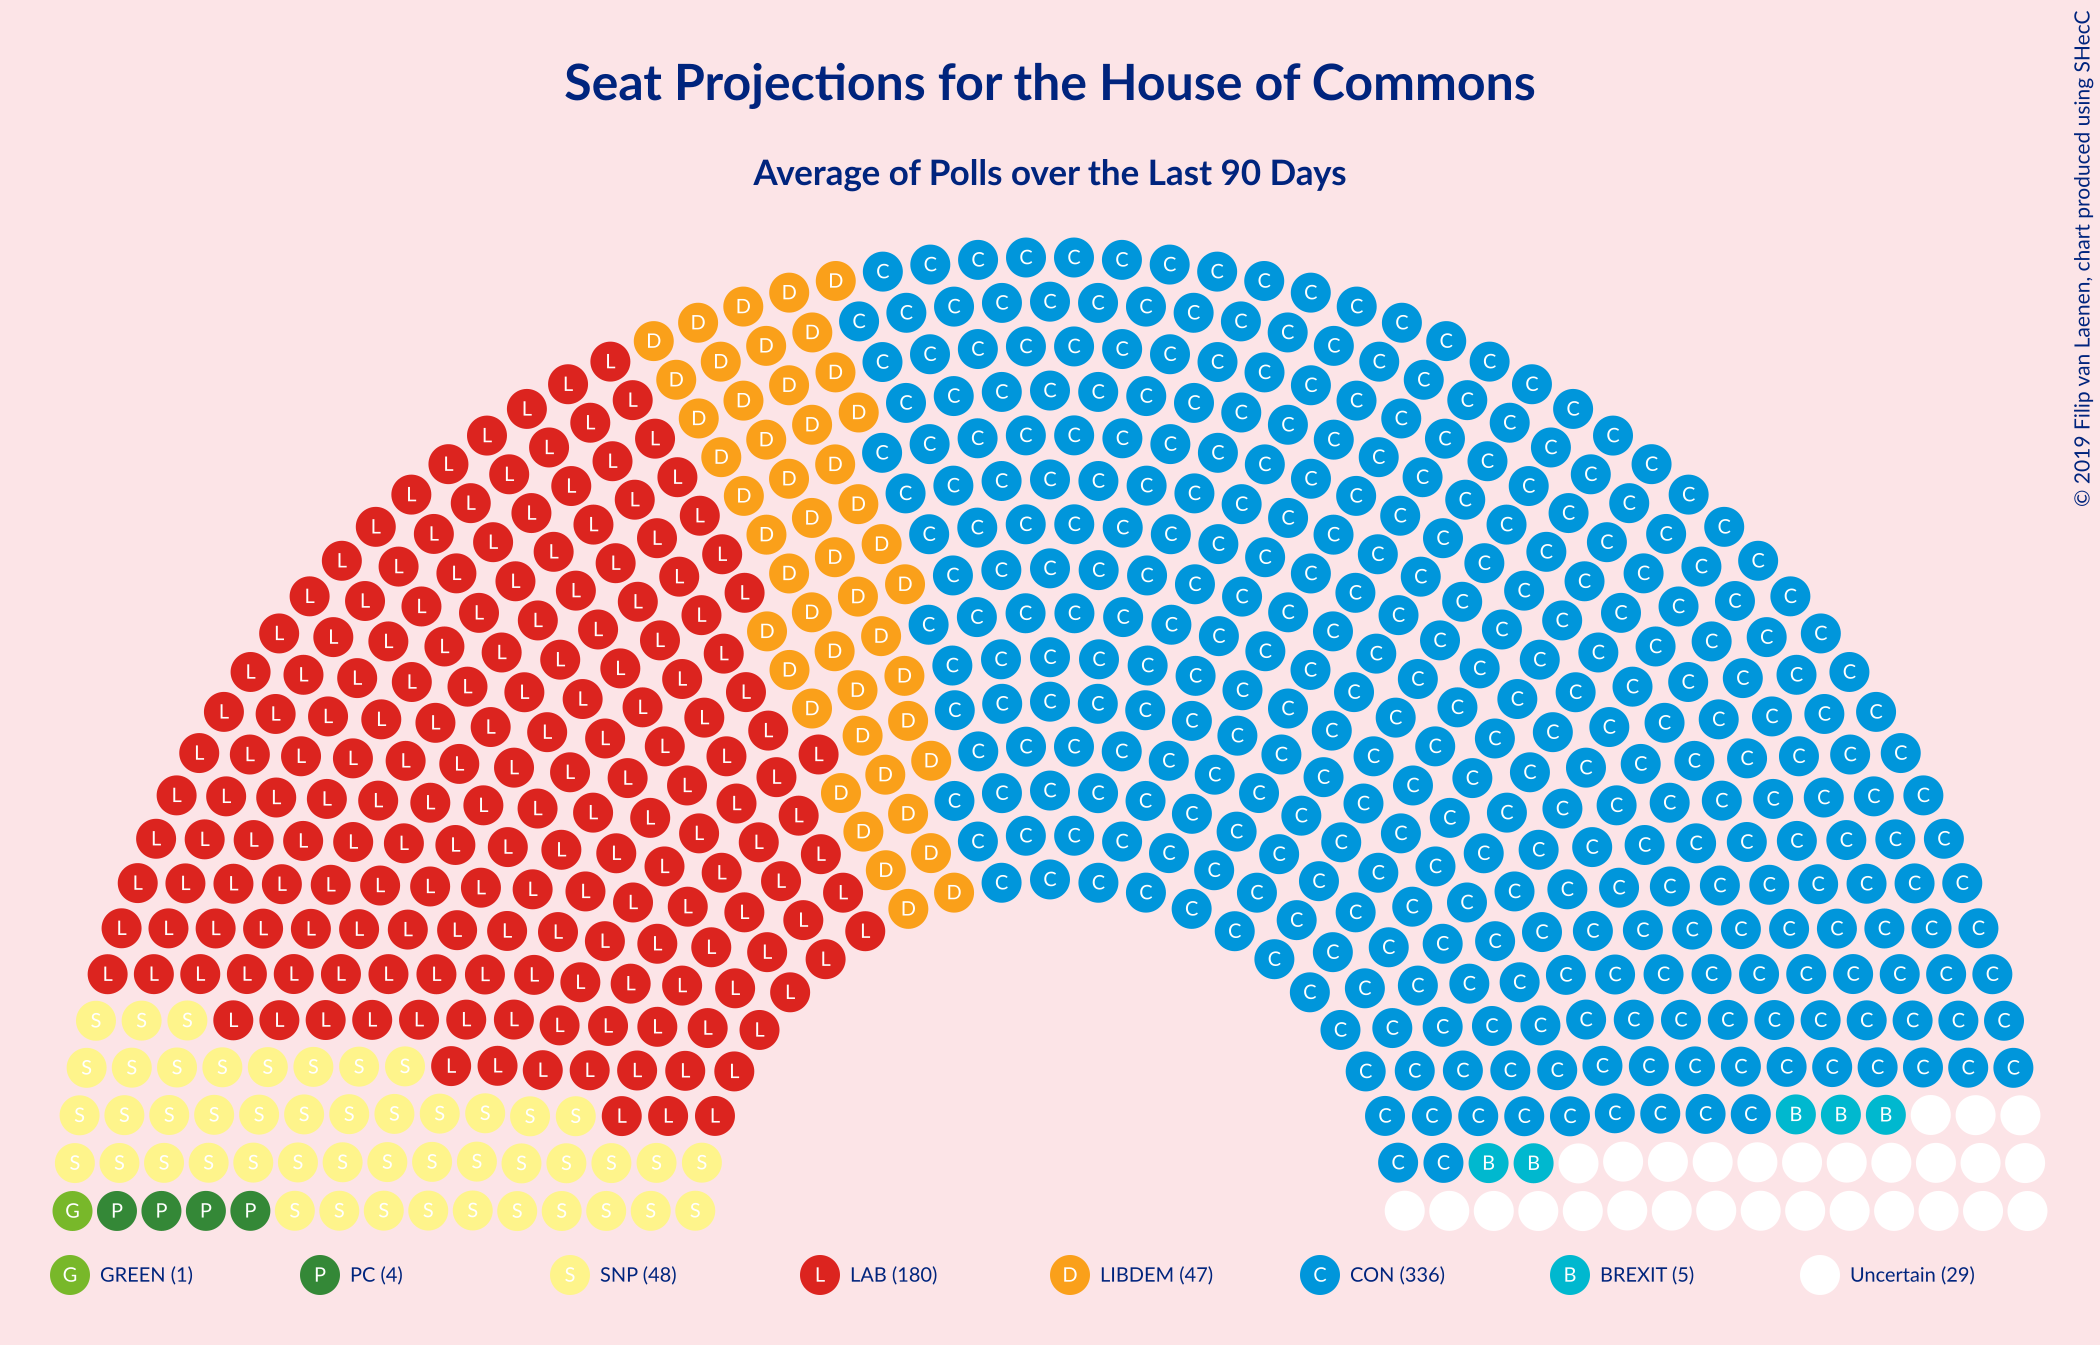 Seat Projections for the House of Commons
Average of Polls over the Last 90 Days
© 2019 Filip van Laenen, chart produced using SHecC
G GREEN (1)
P PC (4)
S SNP (48)
L LAB (180)
D LIBDEM (47)
C CON (336)
B BREXIT (5)
Uncertain (29)